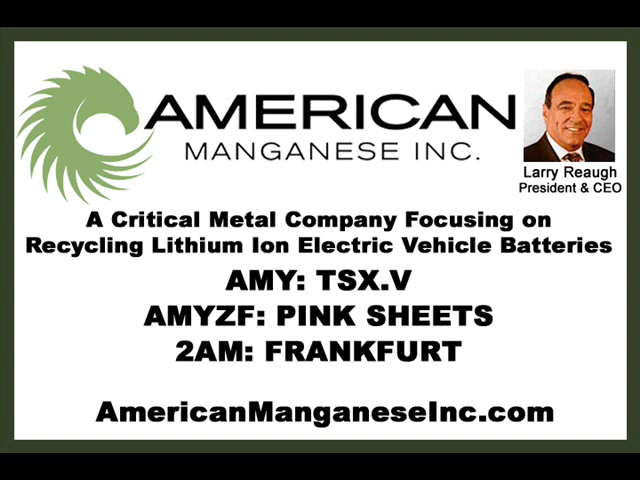 AMERICAN
MANGANESE INC.
Larry Reaugh
President & CEO
A Critical Metal Company Focusing on
Recycling Lithium Ion Electric Vehicle Batteries
AMY: TSX.V
AMYZF: PINK SHEETS
2AM: FRANKFURT
AmericanManganeseInc.com